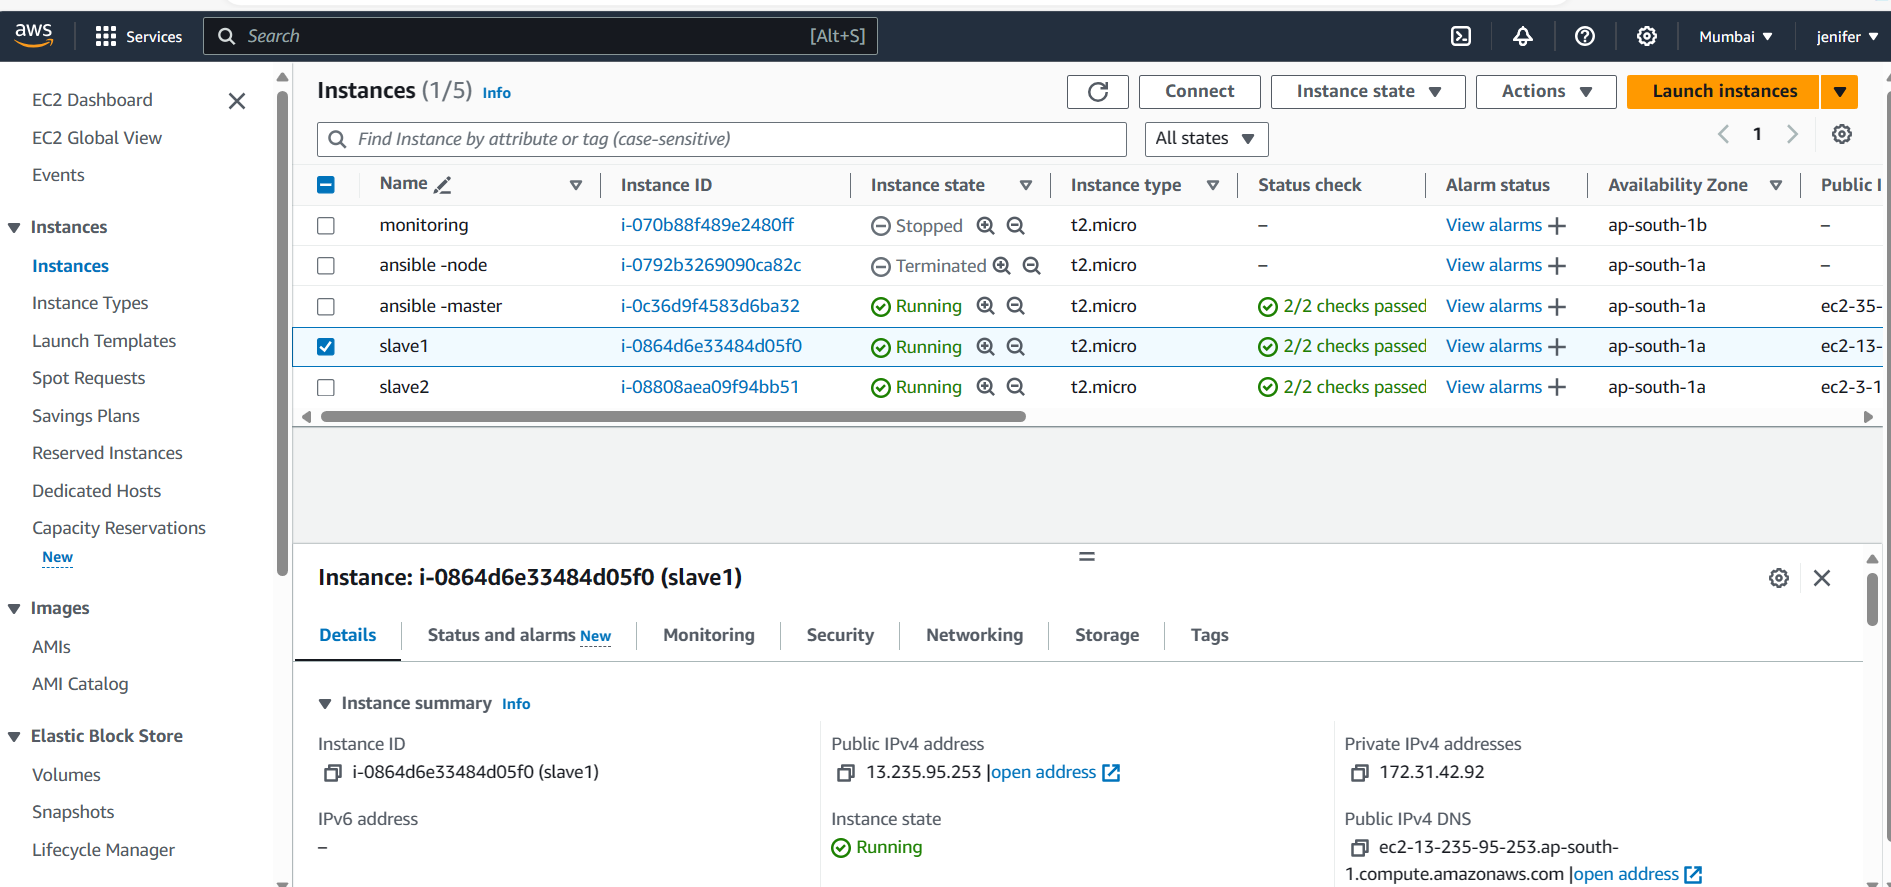 aws Services Search [Alt+S] Mumbai jenifer
EC2 Dashboard
EC2 Global View
Events
Instances
Instances
Instance Types
Launch Templates
Spot Requests
Savings Plans
Reserved Instances
Dedicated Hosts
Capacity Reservations
New
Images
AMIs
AMI Catalog
Elastic Block Store
Volumes
Snapshots
Lifecycle Manager
Instances (1/5) Info Connect Instance state Actions Launch instances
Find Instance by attribute or tag (case-sensitive) All states 1
Name Instance ID Instance state Instance type Status check Alarm status Availability Zone Public I
monitoring i-070b88f489e2480ff Stopped t2.micro – View alarms ap-south-1b –
ansible -node i-0792b3269090ca82c Terminated t2.micro – View alarms ap-south-1a –
ansible -master i-0c36d9f4583d6ba32 Running t2.micro 2/2 checks passed View alarms ap-south-1a ec2-35-
slave1 i-0864d6e33484d05f0 Running t2.micro 2/2 checks passed View alarms ap-south-1a ec2-13-
slave2 i-08808aea09f94bb51 Running t2.micro 2/2 checks passed View alarms ap-south-1a ec2-3-1
Instance: i-0864d6e33484d05f0 (slave1)
Details Status and alarms New Monitoring Security Networking Storage Tags
Instance summary Info
Instance ID
i-0864d6e33484d05f0 (slave1)
IPv6 address
–
Public IPv4 address
13.235.95.253 |open address
Instance state
Running
Private IPv4 addresses
172.31.42.92
Public IPv4 DNS
ec2-13-235-95-253.ap-south-
1.compute.amazonaws.com |open address